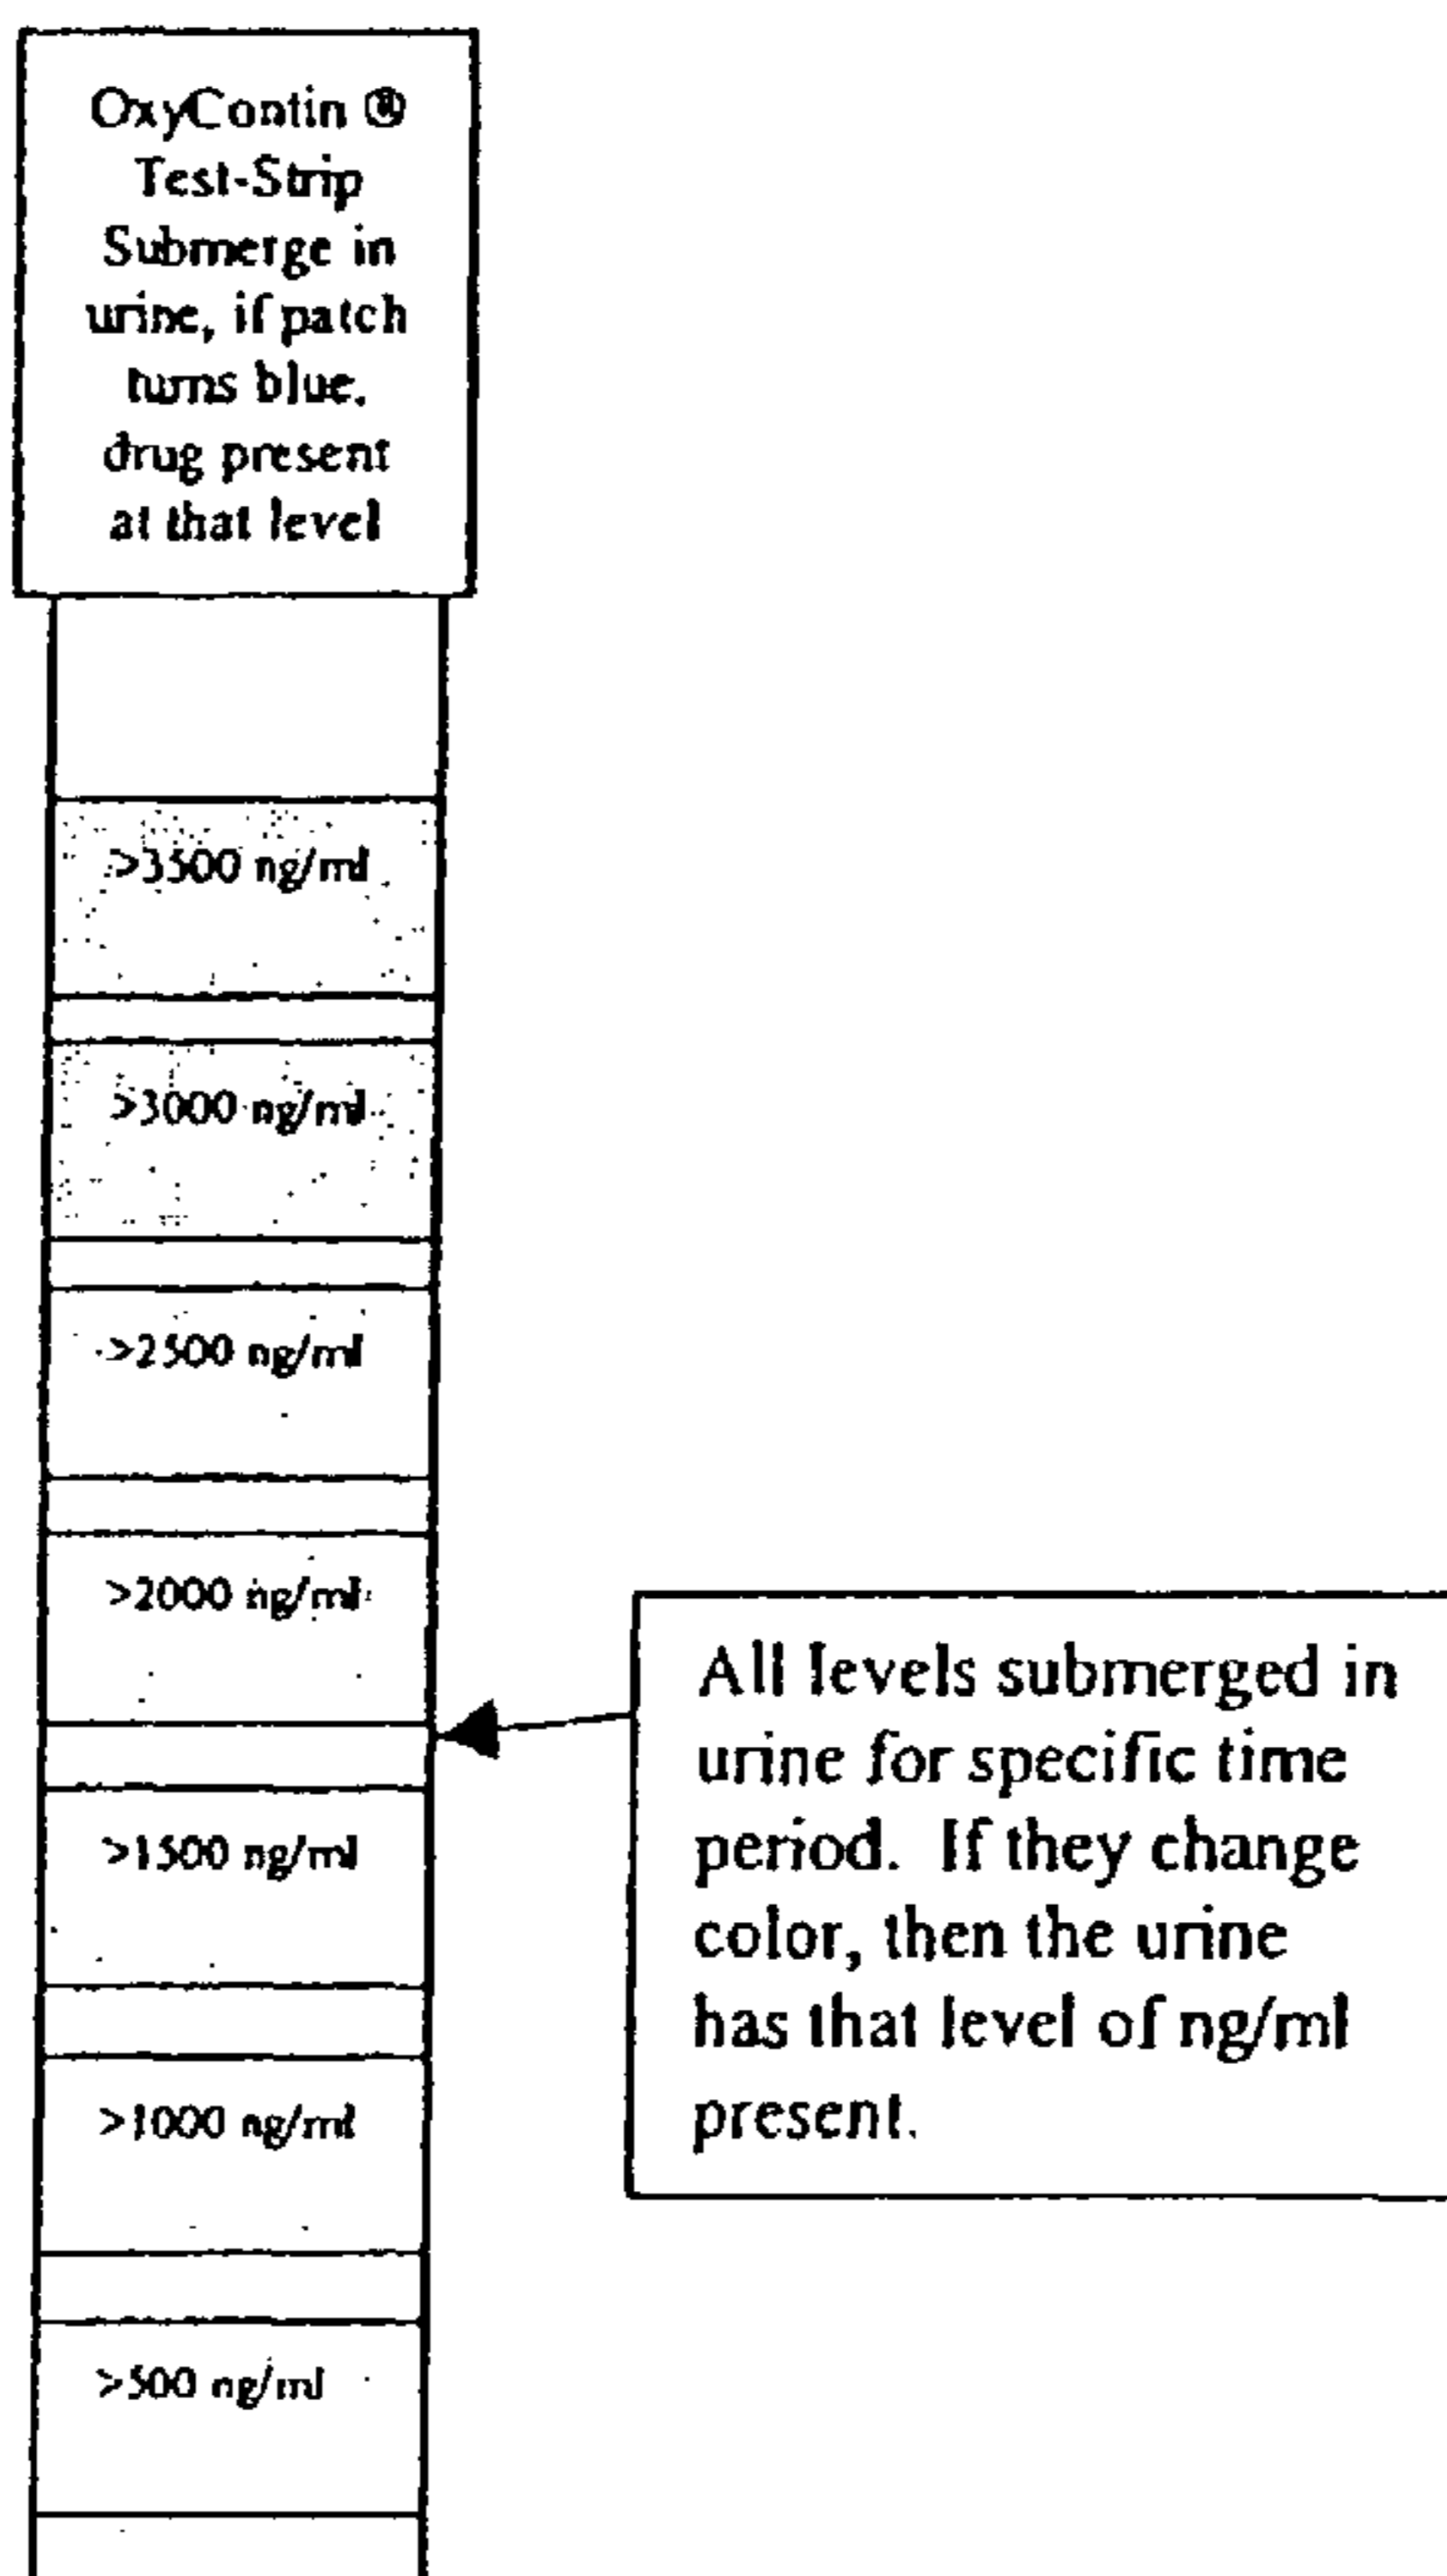 OxyContin ®
Test-Strip
Submerge in
urine, if patch
turns blue,
drug present
at that level
>3500 ng/ml
>3000 ng/ml
>2500 ng/ml
>2000 ng/ml
>1500 ng/ml
>1000 ng/ml
>500 ng/ml
All levels submerged in
urine for specific time
period. If they change
color, then the urine
has that level of ng/ml
present.